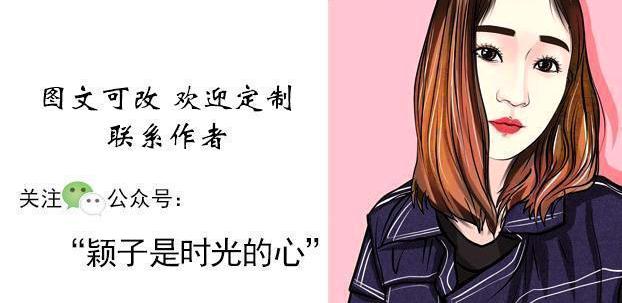 图文可改 欢迎定制
联系作者
关注公众号：
“颖子是时光的心”